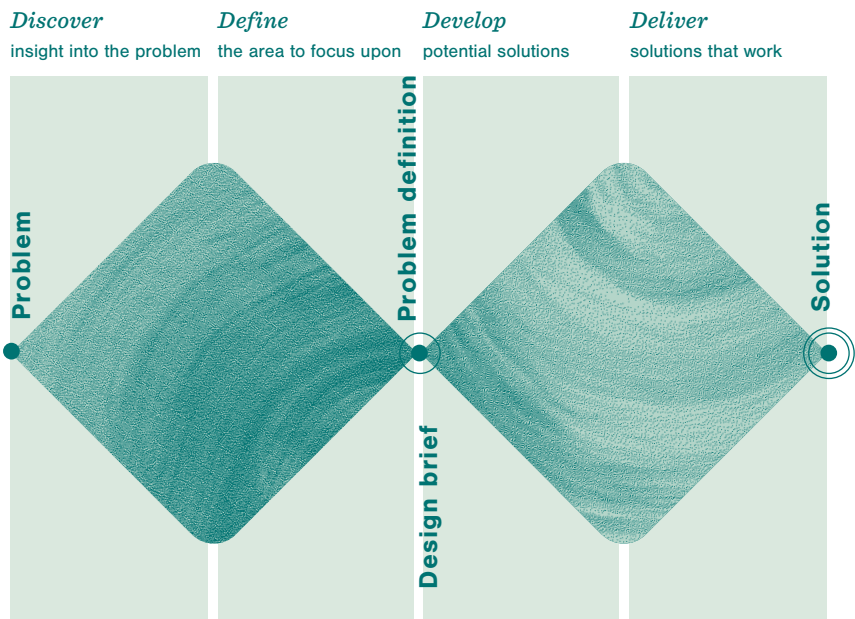 Discover
insight into the problem
Define
the area to focus upon
Develop
potential solutions
Deliver
solutions that work
Problem
Problem definition
Design brief
Solution